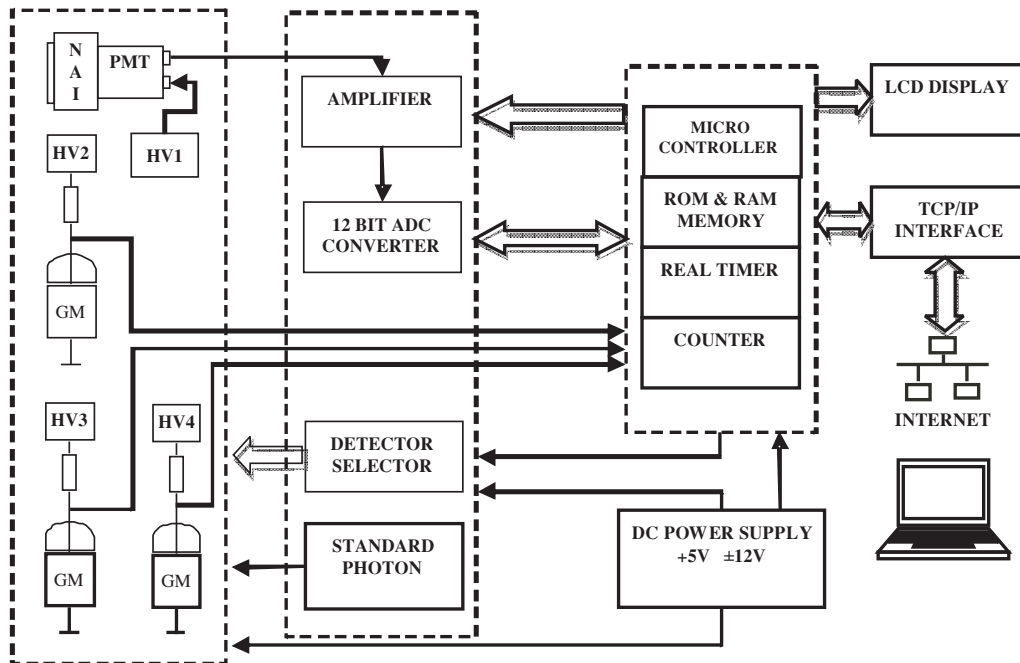 N
A
I
PMT
HV2
HV1
GM
HV3
HV4
GM
GM
AMPLIFIER
12 BIT ADC
CONVERTER
DETECTOR
SELECTOR
STANDARD
PHOTON
MICRO
CONTROLLER
ROM & RAM
MEMORY
REAL TIMER
COUNTER
DC POWER SUPPLY
+5V ±12V
LCD DISPLAY
TCP/IP
INTERFACE
INTERNET